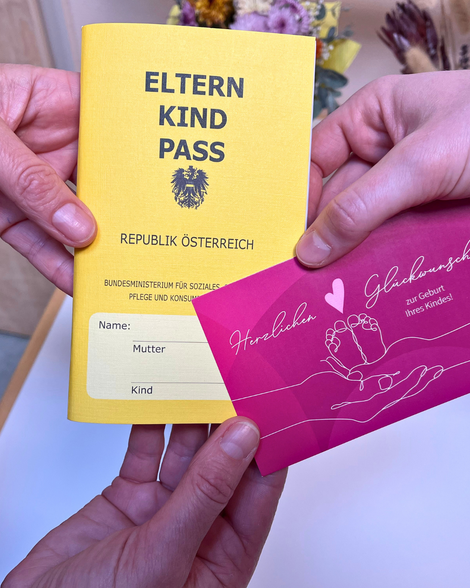 ELTERN
KIND
PASS
REPUBLIK ÖSTERREICH
BUNDESMINISTERIUM FÜR SOZIALES,
PFLEGE UND
Name:
Mutter
Kind
Herzlichen Glückwunsch
zur Geburt
Ihres Kindes!